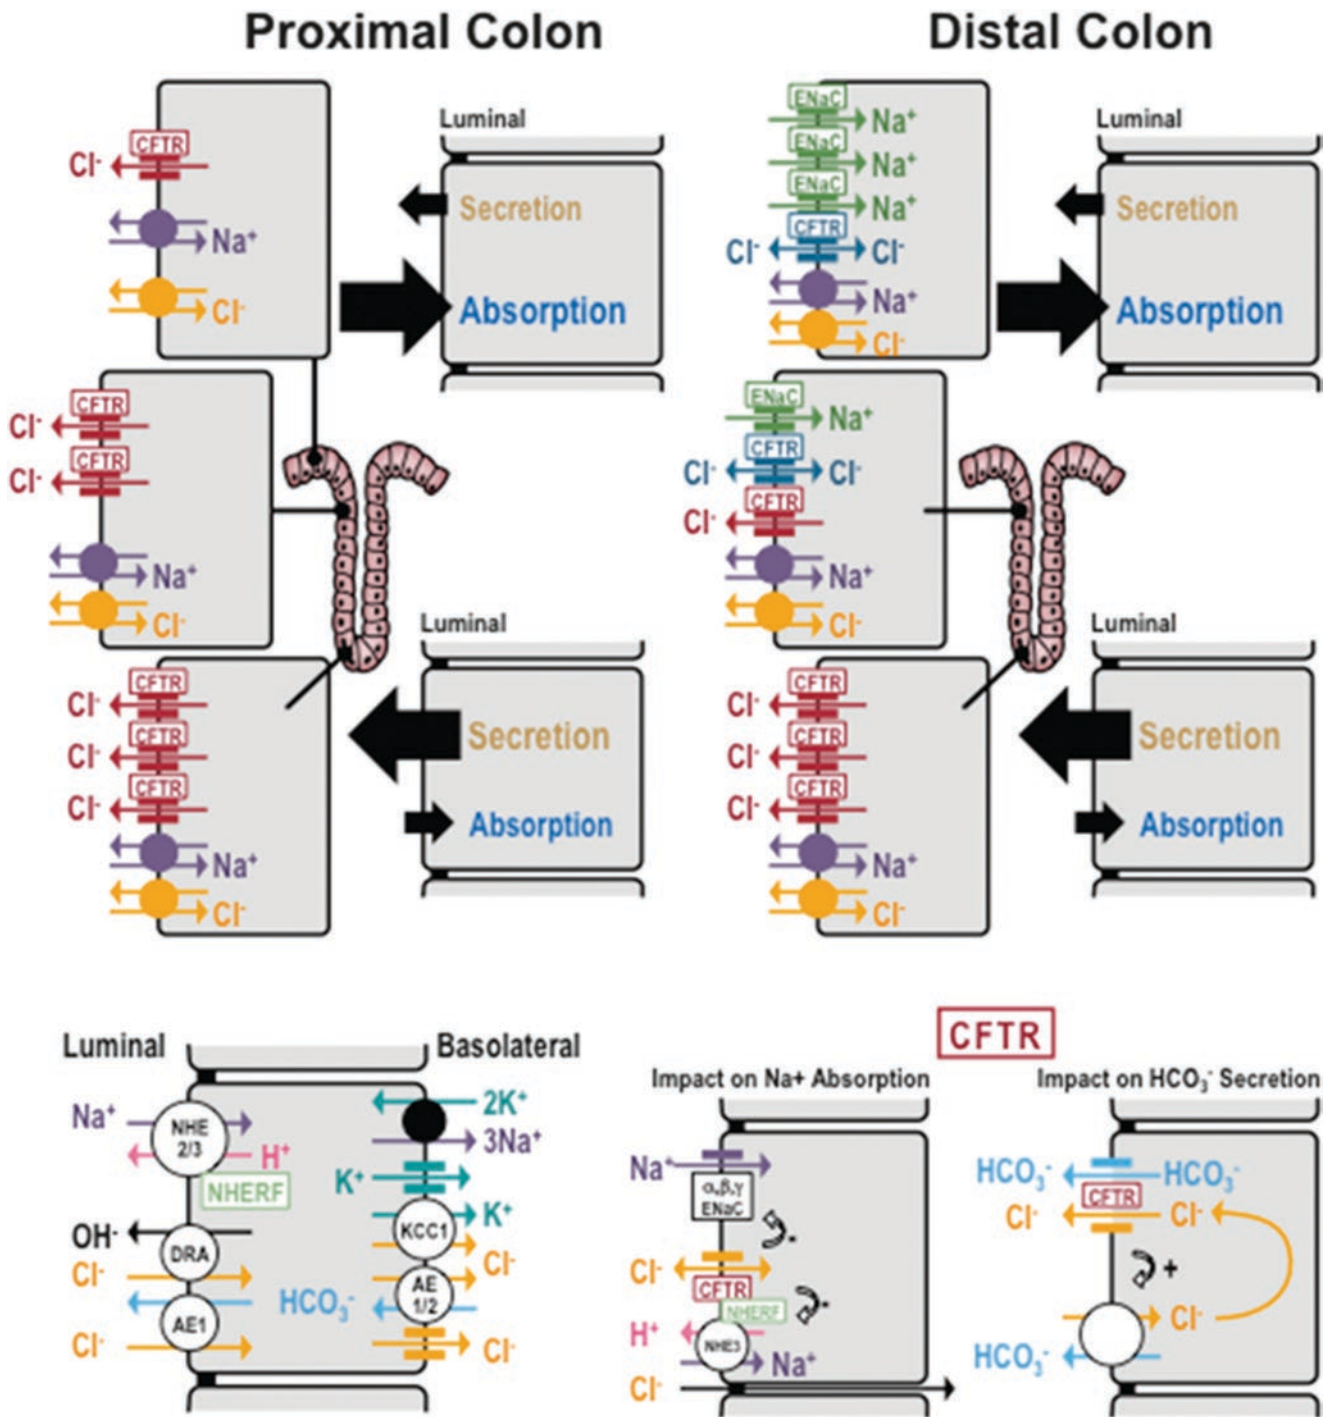 Proximal Colon
CFTR
Cl-
Na+
Cl-
Luminal
Secretion
Absorption
CFTR
Cl-
CFTR
Cl-
Na+
Cl-
CFTR
Cl-
CFTR
Cl-
CFTR
Cl-
Na+
Cl-
Luminal
Secretion
Absorption
Distal Colon
ENaC
Na+
ENaC
Na+
ENaC
Na+
CFTR
Cl- Cl-
Na+
Cl-
Luminal
Secretion
Absorption
ENaC
Na+
CFTR
Cl- Cl-
CFTR
Cl-
Na+
Cl-
CFTR
Cl-
CFTR
Cl-
CFTR
Cl-
Na+
Cl-
Luminal
Secretion
Absorption
Luminal Basolateral
Na+
NHE
2/3
H+
NHERF
OH-
DRA
Cl-
AE1
Cl-
2K+
3Na+
K+
K+
KCC1
Cl-
AE
1/2
HCO3-
Cl-
CFTR
Impact on Na+ Absorption
Na+
α,β,γ
ENaC
-
Cl-
CFTR
NHERF
-
H+
NHE3
Na+
Cl-
Impact on HCO3- Secretion
HCO3- HCO3-
CFTR
Cl- Cl-
+
Cl-
HCO3-